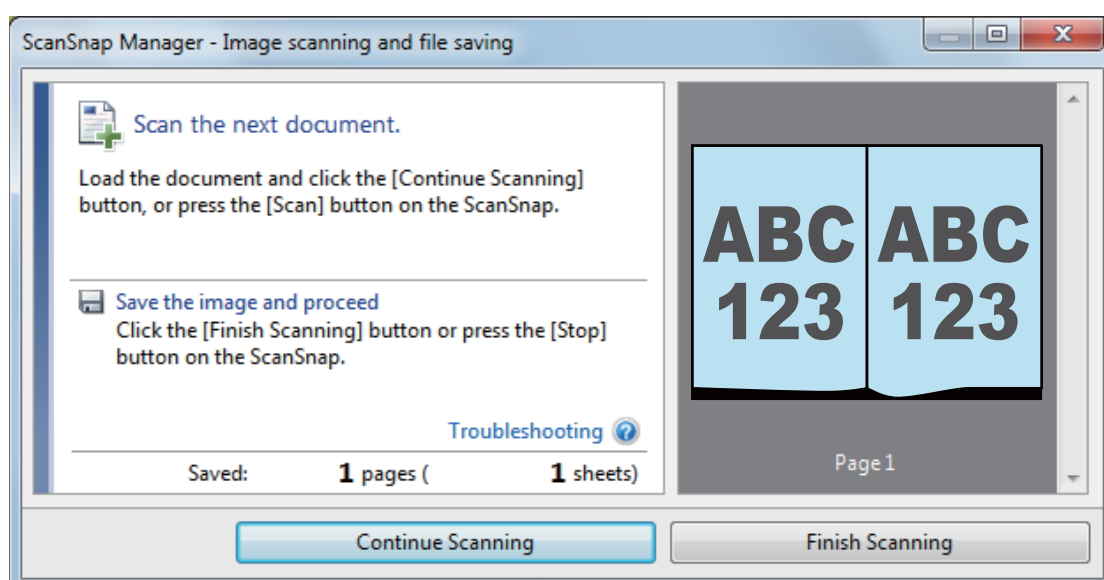 ScanSnap Manager - Image scanning and file saving
Scan the next document.
Load the document and click the [Continue Scanning]
button, or press the [Scan] button on the ScanSnap.
Save the image and proceed
Click the [Finish Scanning] button or press the [Stop]
button on the ScanSnap.
Troubleshooting
Saved: 1 pages ( 1 sheets)
ABC ABC
123 123
Page 1
Continue Scanning
Finish Scanning